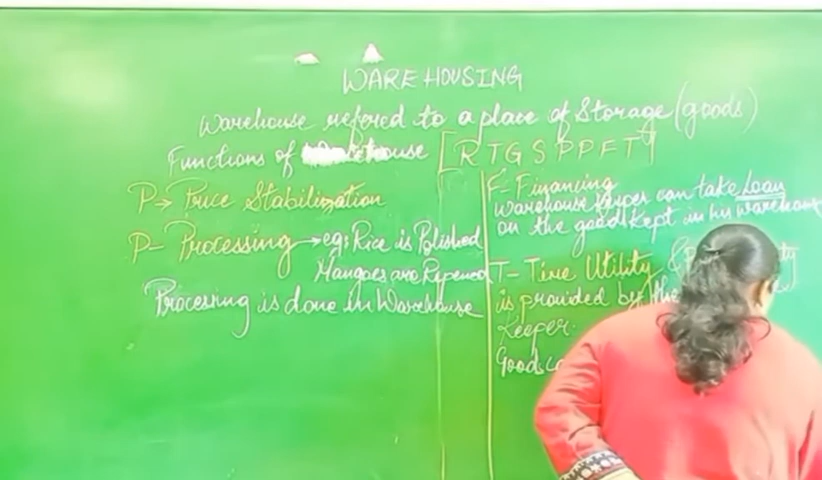 WAREHOUSING
Warehouse refered to a place of Storage (goods)
Functions of Warehouse [R T G S P P F T]
P→ Price Stabilization
P- Processing → eg: Rice is Polished
Mangoes are Ripened
Processing is done in Warehouse
F- Financing
Warehouse keeper can take Loan
on the goods Kept in his warehouse
T- Time Utility
is provided by the
Keeper.
Goods